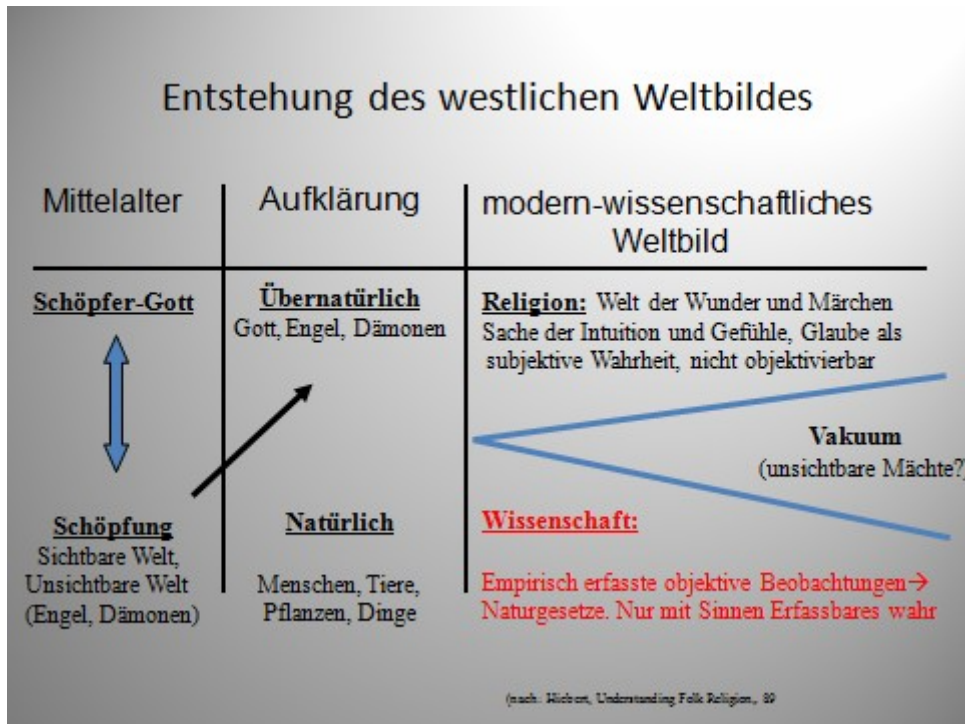 Entstehung des westlichen Weltbildes
Mittelalter
Aufklärung
modern-wissenschaftliches
Weltbild
Schöpfer-Gott
Übernatürlich
Gott, Engel, Dämonen
Religion: Welt der Wunder und Märchen
Sache der Intuition und Gefühle, Glaube als
subjektive Wahrheit, nicht objektivierbar
Vakuum
(unsichtbare Mächte?)
Schöpfung
Sichtbare Welt,
Unsichtbare Welt
(Engel, Dämonen)
Natürlich
Menschen, Tiere,
Pflanzen, Dinge
Wissenschaft:
Empirisch erfasste objektive Beobachtungen→
Naturgesetze. Nur mit Sinnen Erfassbares wahr
(nach: Hiebert, Understanding Folk Religion, 89